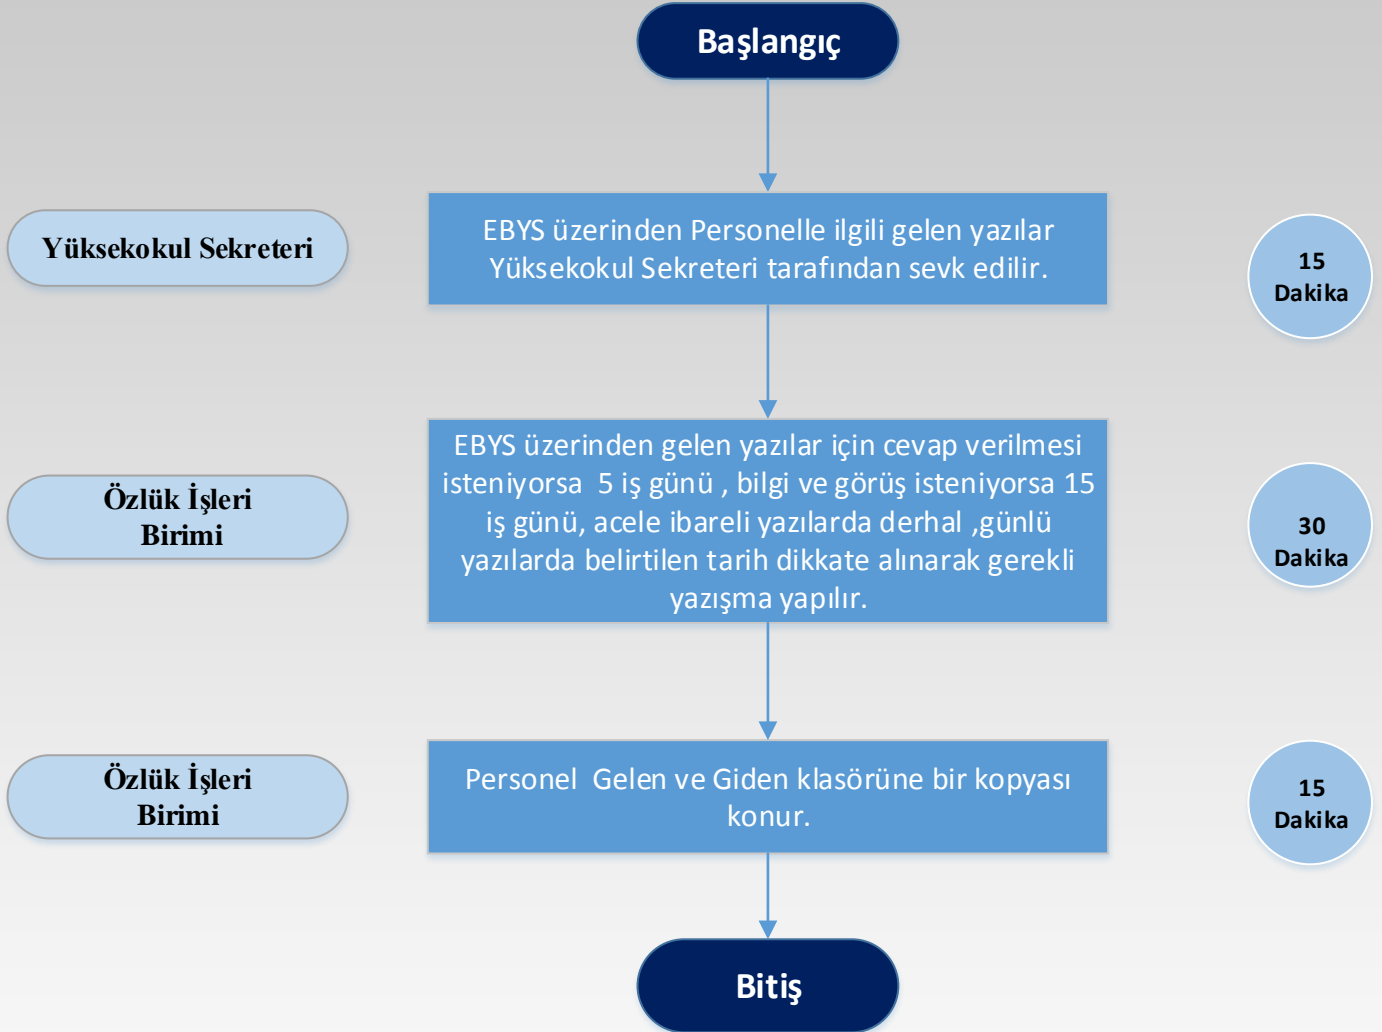 Başlangıç
Yüksekokul Sekreteri
EBYS üzerinden Personelle ilgili gelen yazılar
Yüksekokul Sekreteri tarafından sevk edilir.
15
Dakika
Özlük İşleri
Birimi
EBYS üzerinden gelen yazılar için cevap verilmesi
isteniyorsa 5 iş günü , bilgi ve görüş isteniyorsa 15
iş günü, acele ibareli yazılarda derhal ,günlü
yazılarda belirtilen tarih dikkate alınarak gerekli
yazışma yapılır.
30
Dakika
Özlük İşleri
Birimi
Personel Gelen ve Giden klasörüne bir kopyası
konur.
15
Dakika
Bitiş